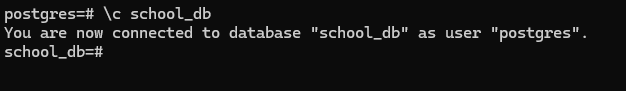 postgres=# \c school_db
You are now connected to database "school_db" as user "postgres".
school_db=#